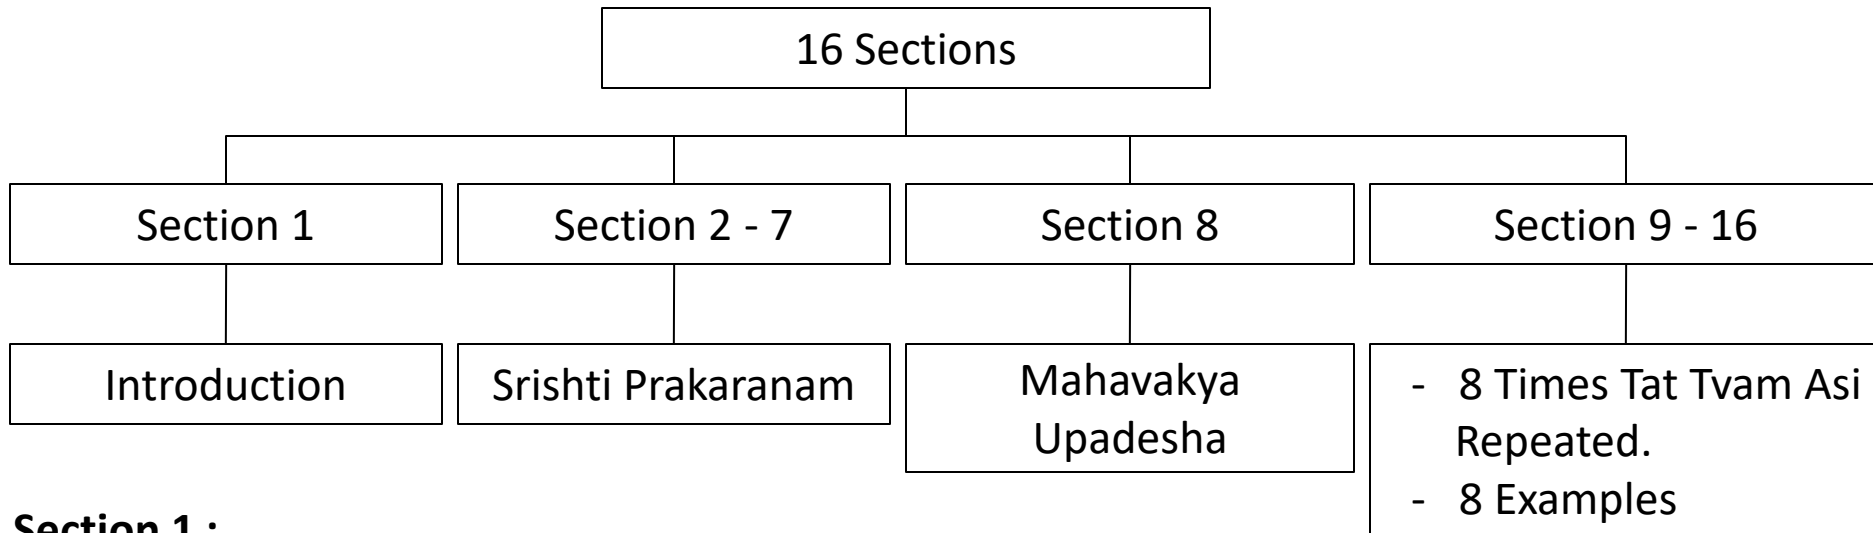 16 Sections
Section 1
Section 2 - 7
Section 8
Section 9 - 16
Introduction
Srishti Prakaranam
Mahavakya
Upadesha
- 8 Times Tat Tvam Asi
Repeated.
- 8 Examples
Section 1 :